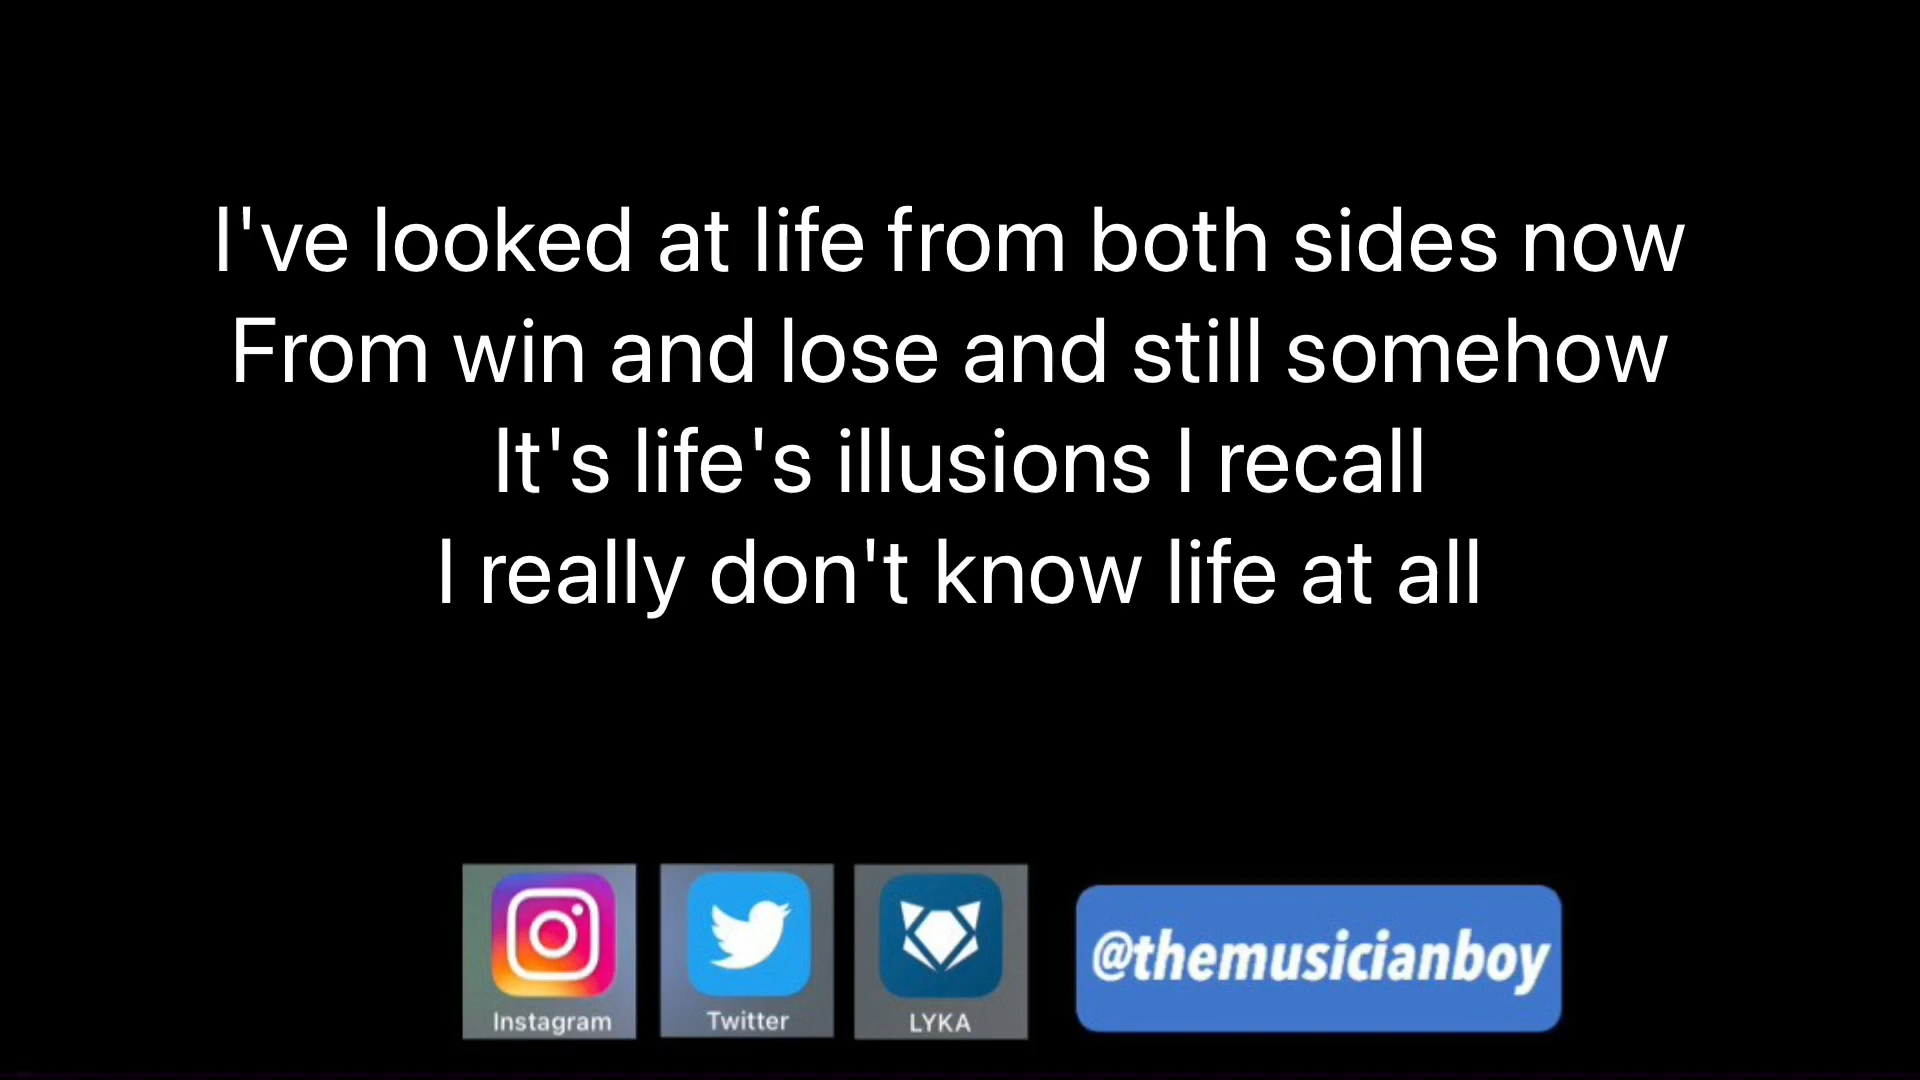 I've looked at life from both sides now
From win and lose and still somehow
It's life's illusions I recall
I really don't know life at all
Instagram
Twitter
LYKA
@themusicianboy